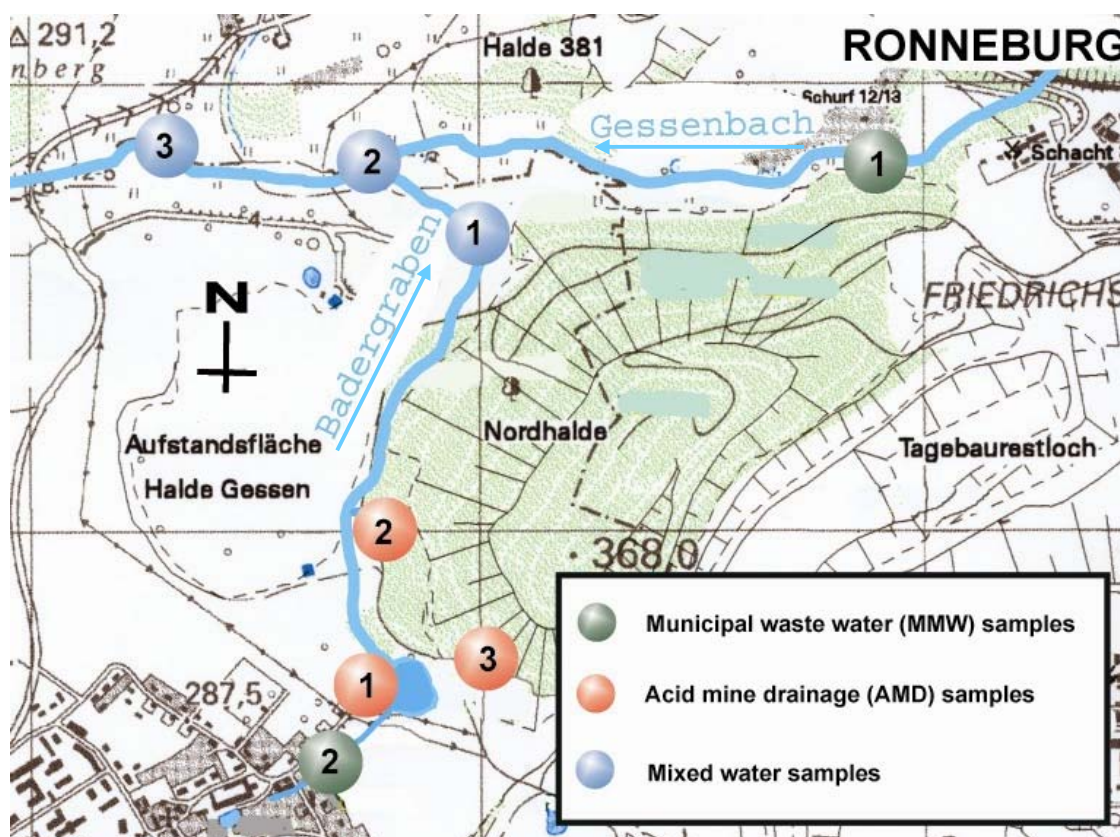 291,2
nberg
Halde 381
RONNEBURG
Schurf 12/13
Gessenbach
3
2
1
Schacht
1
4
Badergraben
N
FRIEDRICHS
Aufstandsfläche
Halde Gessen
Nordhalde
Tagebaurestloch
2
368,0
3
1
287,5
2
Municipal waste water (MMW) samples
Acid mine drainage (AMD) samples
Mixed water samples